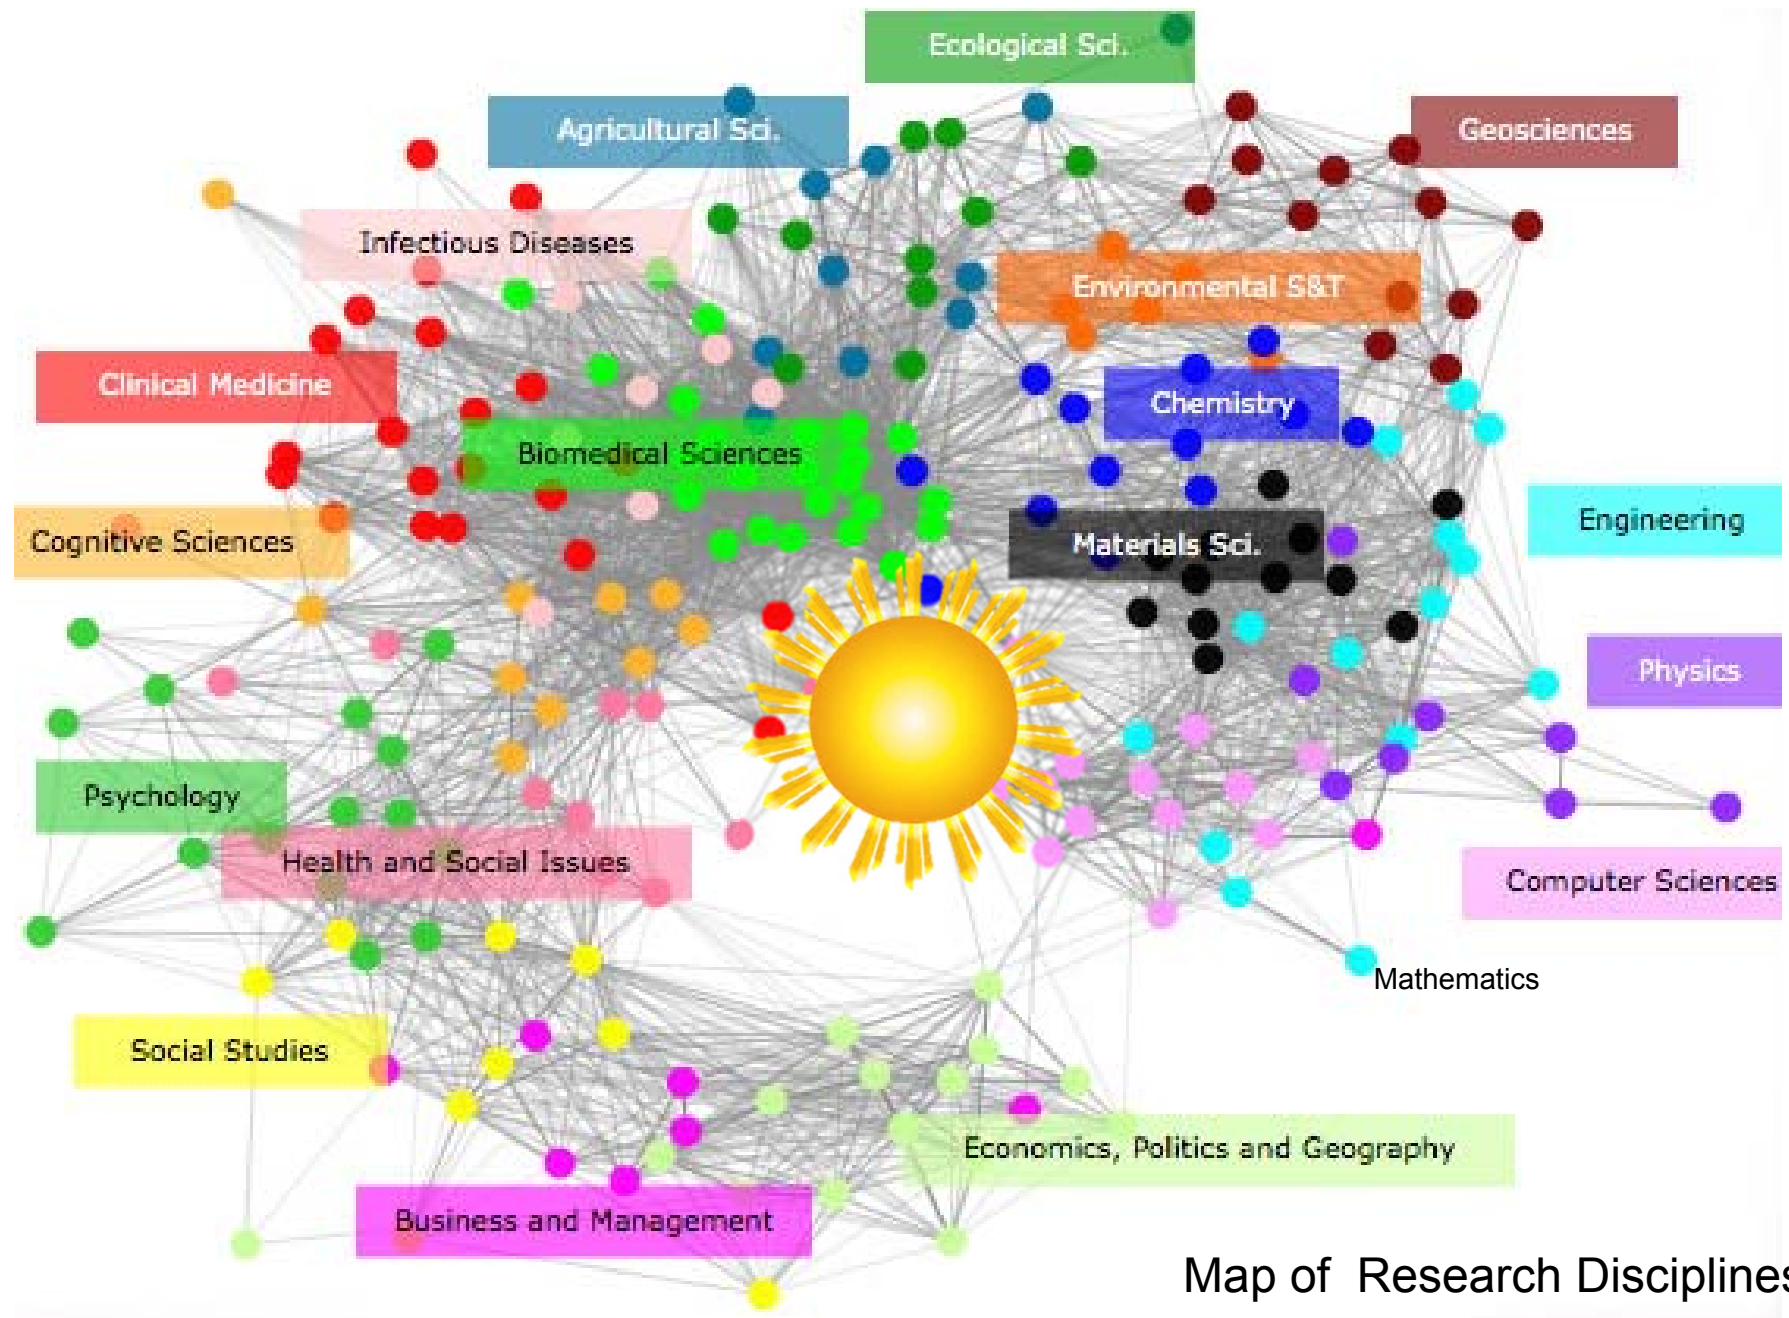 Ecological Sci.
Agricultural Sci.
Geosciences
Infectious Diseases
Environmental S&T
Clinical Medicine
Chemistry
Biomedical Sciences
Engineering
Cognitive Sciences
Materials Sci.
Physics
Psychology
Health and Social Issues
Computer Sciences
Mathematics
Social Studies
Economics, Politics and Geography
Business and Management
Map of Research Disciplines